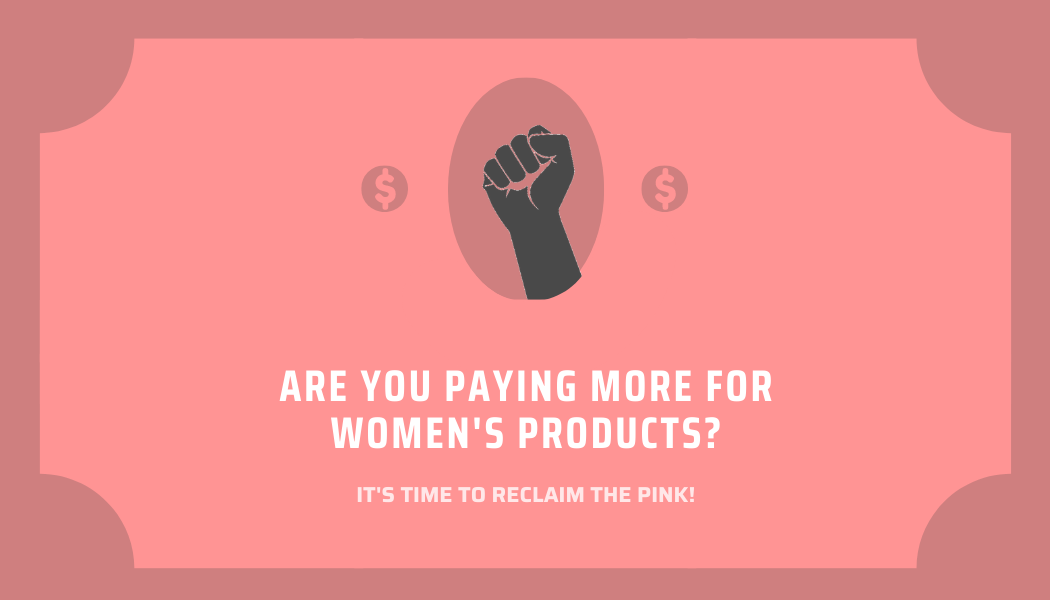 $ $
ARE YOU PAYING MORE FOR
WOMEN'S PRODUCTS?
IT'S TIME TO RECLAIM THE PINK!